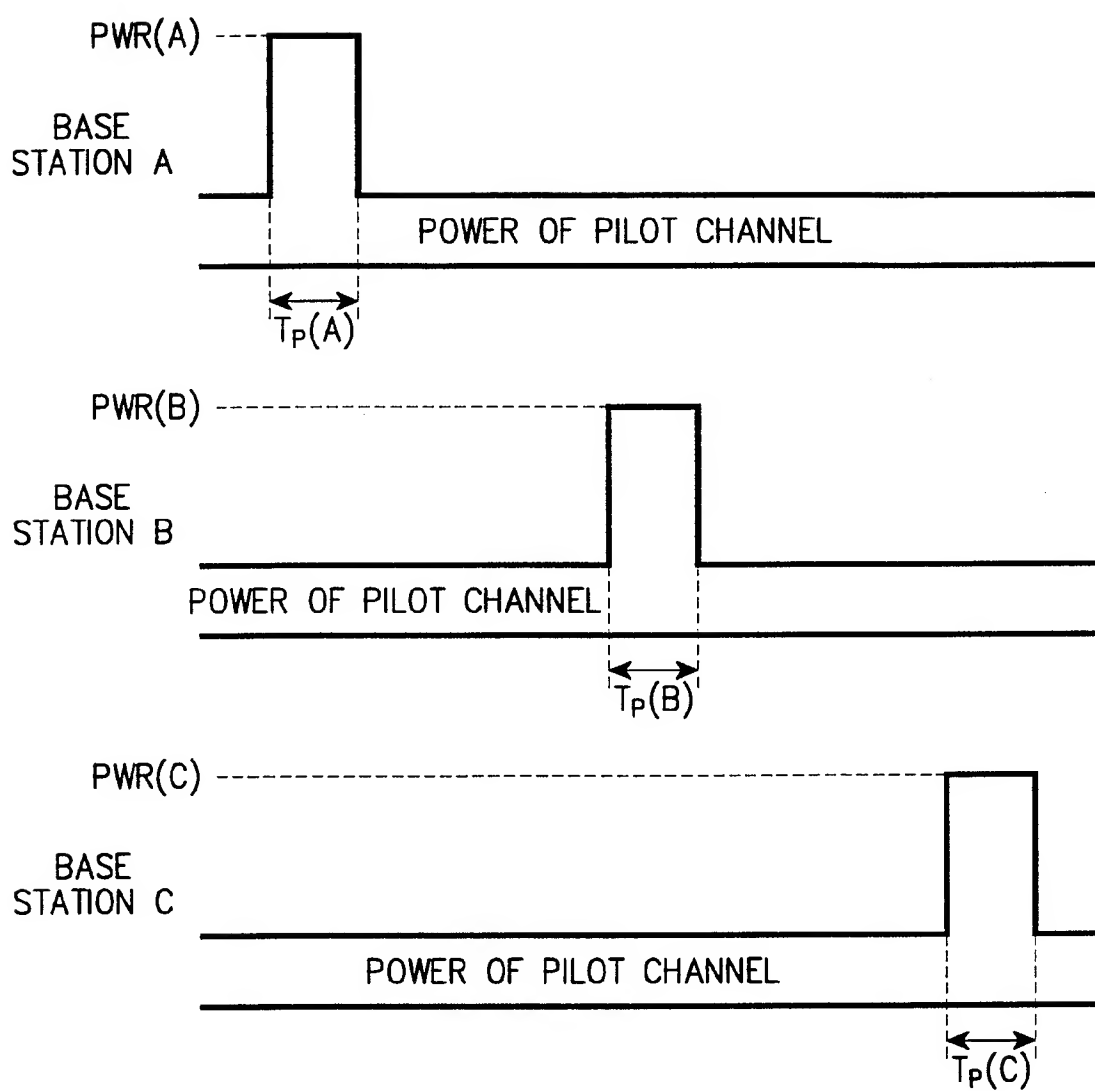 PWR(A)
BASE
STATION A
POWER OF PILOT CHANNEL
TP(A)
PWR(B)
BASE
STATION B
POWER OF PILOT CHANNEL
TP(B)
PWR(C)
BASE
STATION C
POWER OF PILOT CHANNEL
TP(C)